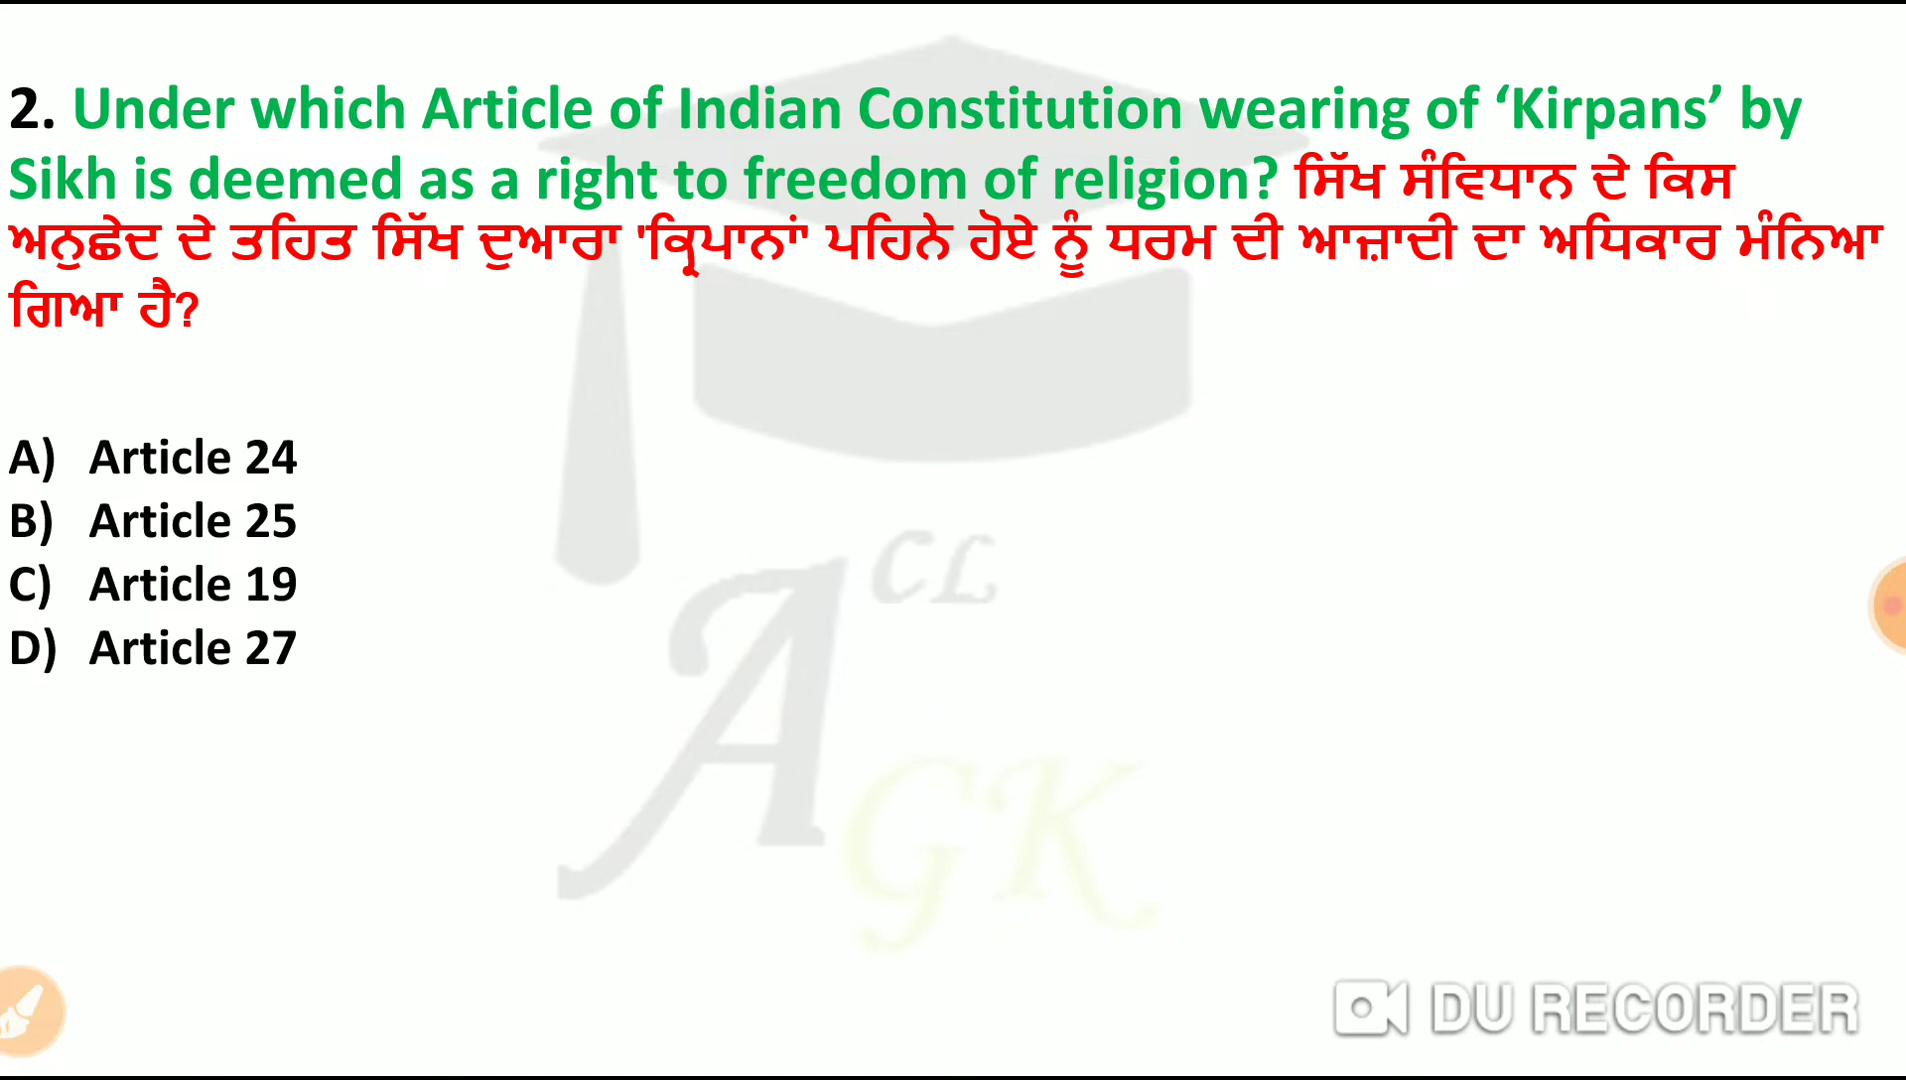 2. Under which Article of Indian Constitution wearing of ‘Kirpans’ by
Sikh is deemed as a right to freedom of religion? ਸਿੱਖ ਸੰਵਿਧਾਨ ਦੇ ਕਿਸ
ਅਨੁਛੇਦ ਦੇ ਤਹਿਤ ਸਿੱਖ ਦੁਆਰਾ 'ਕ੍ਰਿਪਾਨਾਂ ਪਹਿਨੇ ਹੋਏ ਨੂੰ ਧਰਮ ਦੀ ਆਜ਼ਾਦੀ ਦਾ ਅਧਿਕਾਰ ਮੰਨਿਆ
ਗਿਆ ਹੈ?
A) Article 24
B) Article 25
C) Article 19
D) Article 27
A CL
GK
DU RECORDER